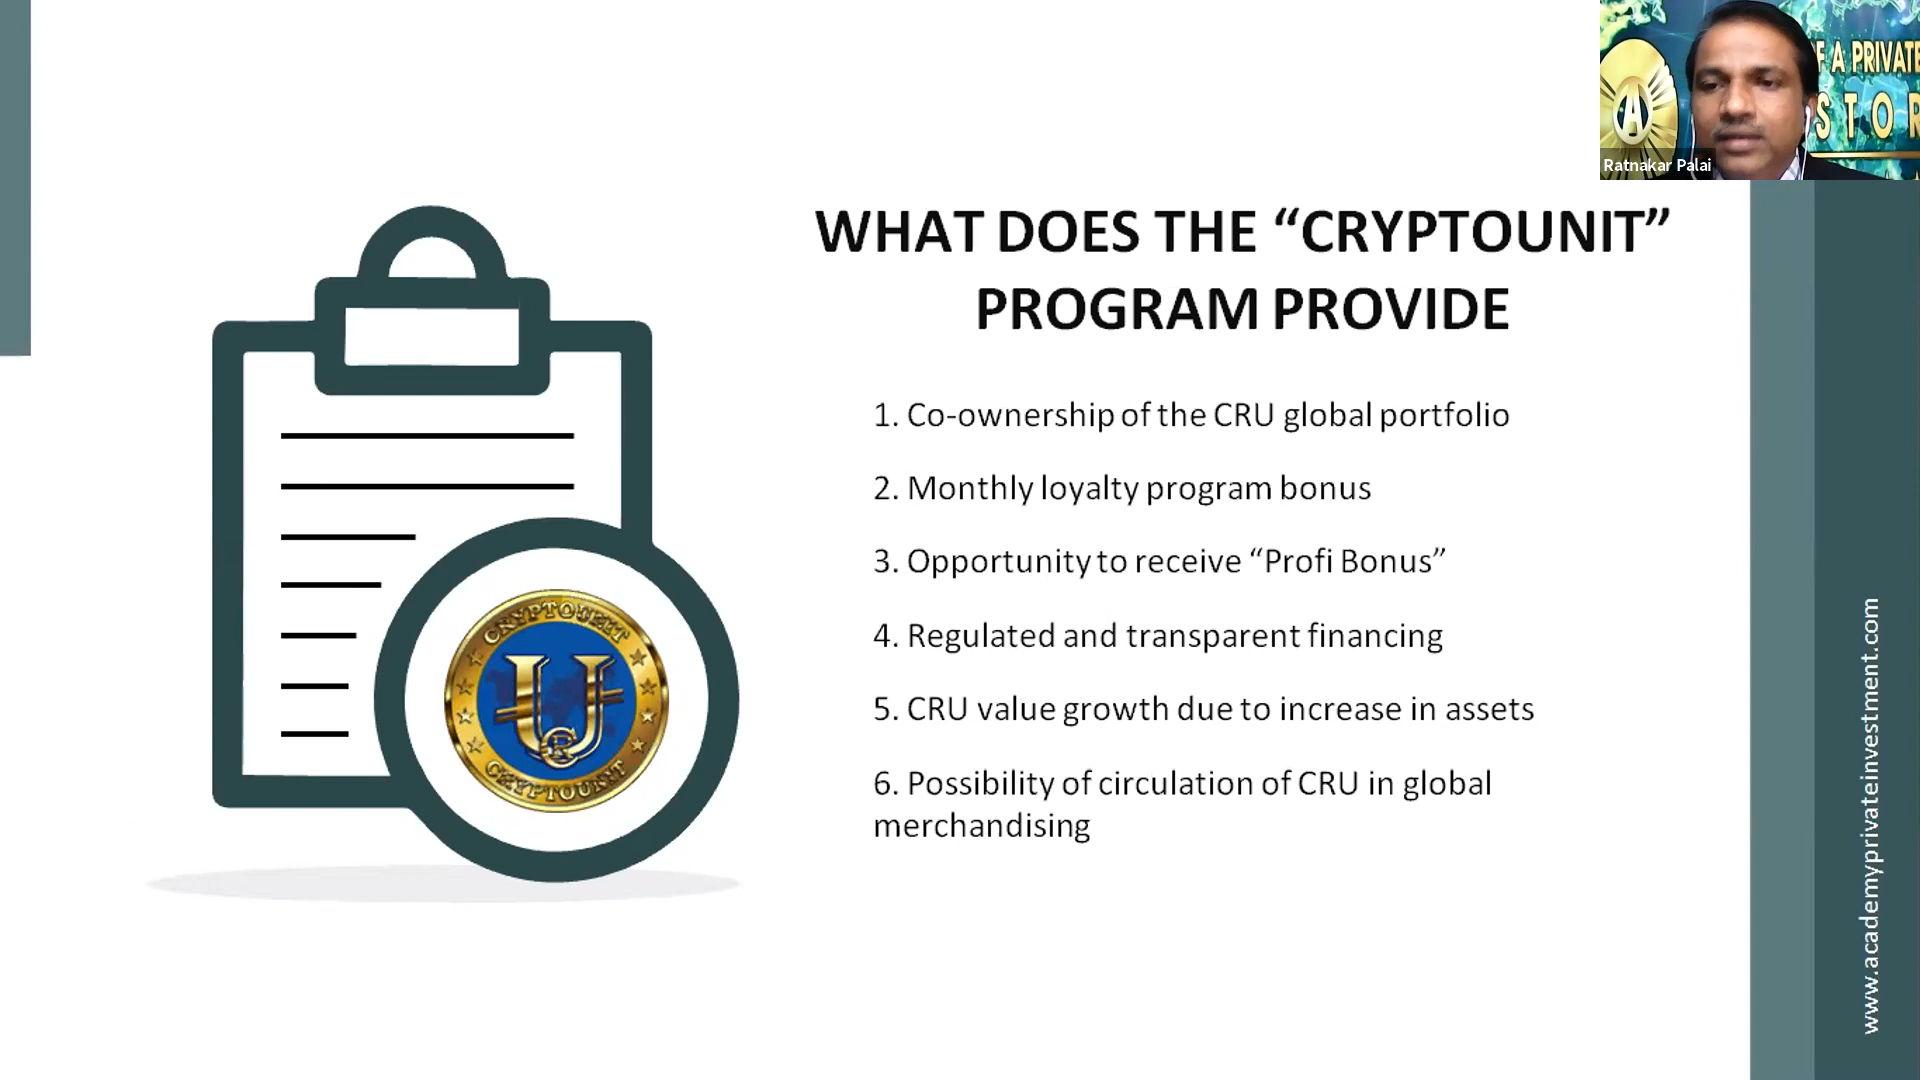 F A PRIVATE
STOR
Ratnakar Palai
WHAT DOES THE “CRYPTOUNIT”
PROGRAM PROVIDE
1. Co-ownership of the CRU global portfolio
2. Monthly loyalty program bonus
3. Opportunity to receive “Profi Bonus”
4. Regulated and transparent financing
5. CRU value growth due to increase in assets
6. Possibility of circulation of CRU in global
merchandising
CRYPTOUNIT
CRYPTOUNIT
www.academyprivateinvestment.com